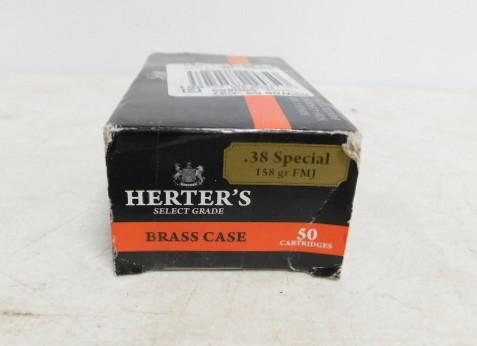 .38 Special
158 gr FMJ
HERTER'S
SELECT GRADE
BRASS CASE
50
CARTRIDGES